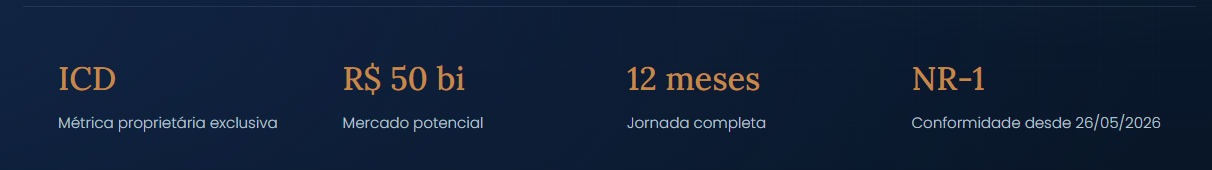 ICD
Métrica proprietária exclusiva
R$ 50 bi
Mercado potencial
12 meses
Jornada completa
NR-1
Conformidade desde 26/05/2026